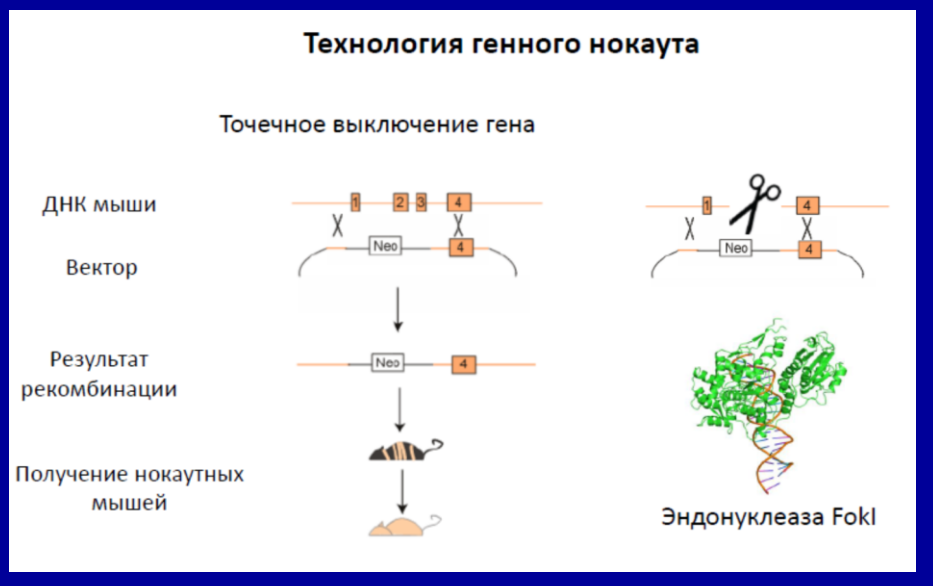 Технология генного нокаута
Точечное выключение гена
ДНК мыши
1 2 3 4
1 4
Вектор
Neo 4
Neo 4
Результат
рекомбинации
Neo 4
Получение нокаутных
мышей
Эндонуклеаза FokI